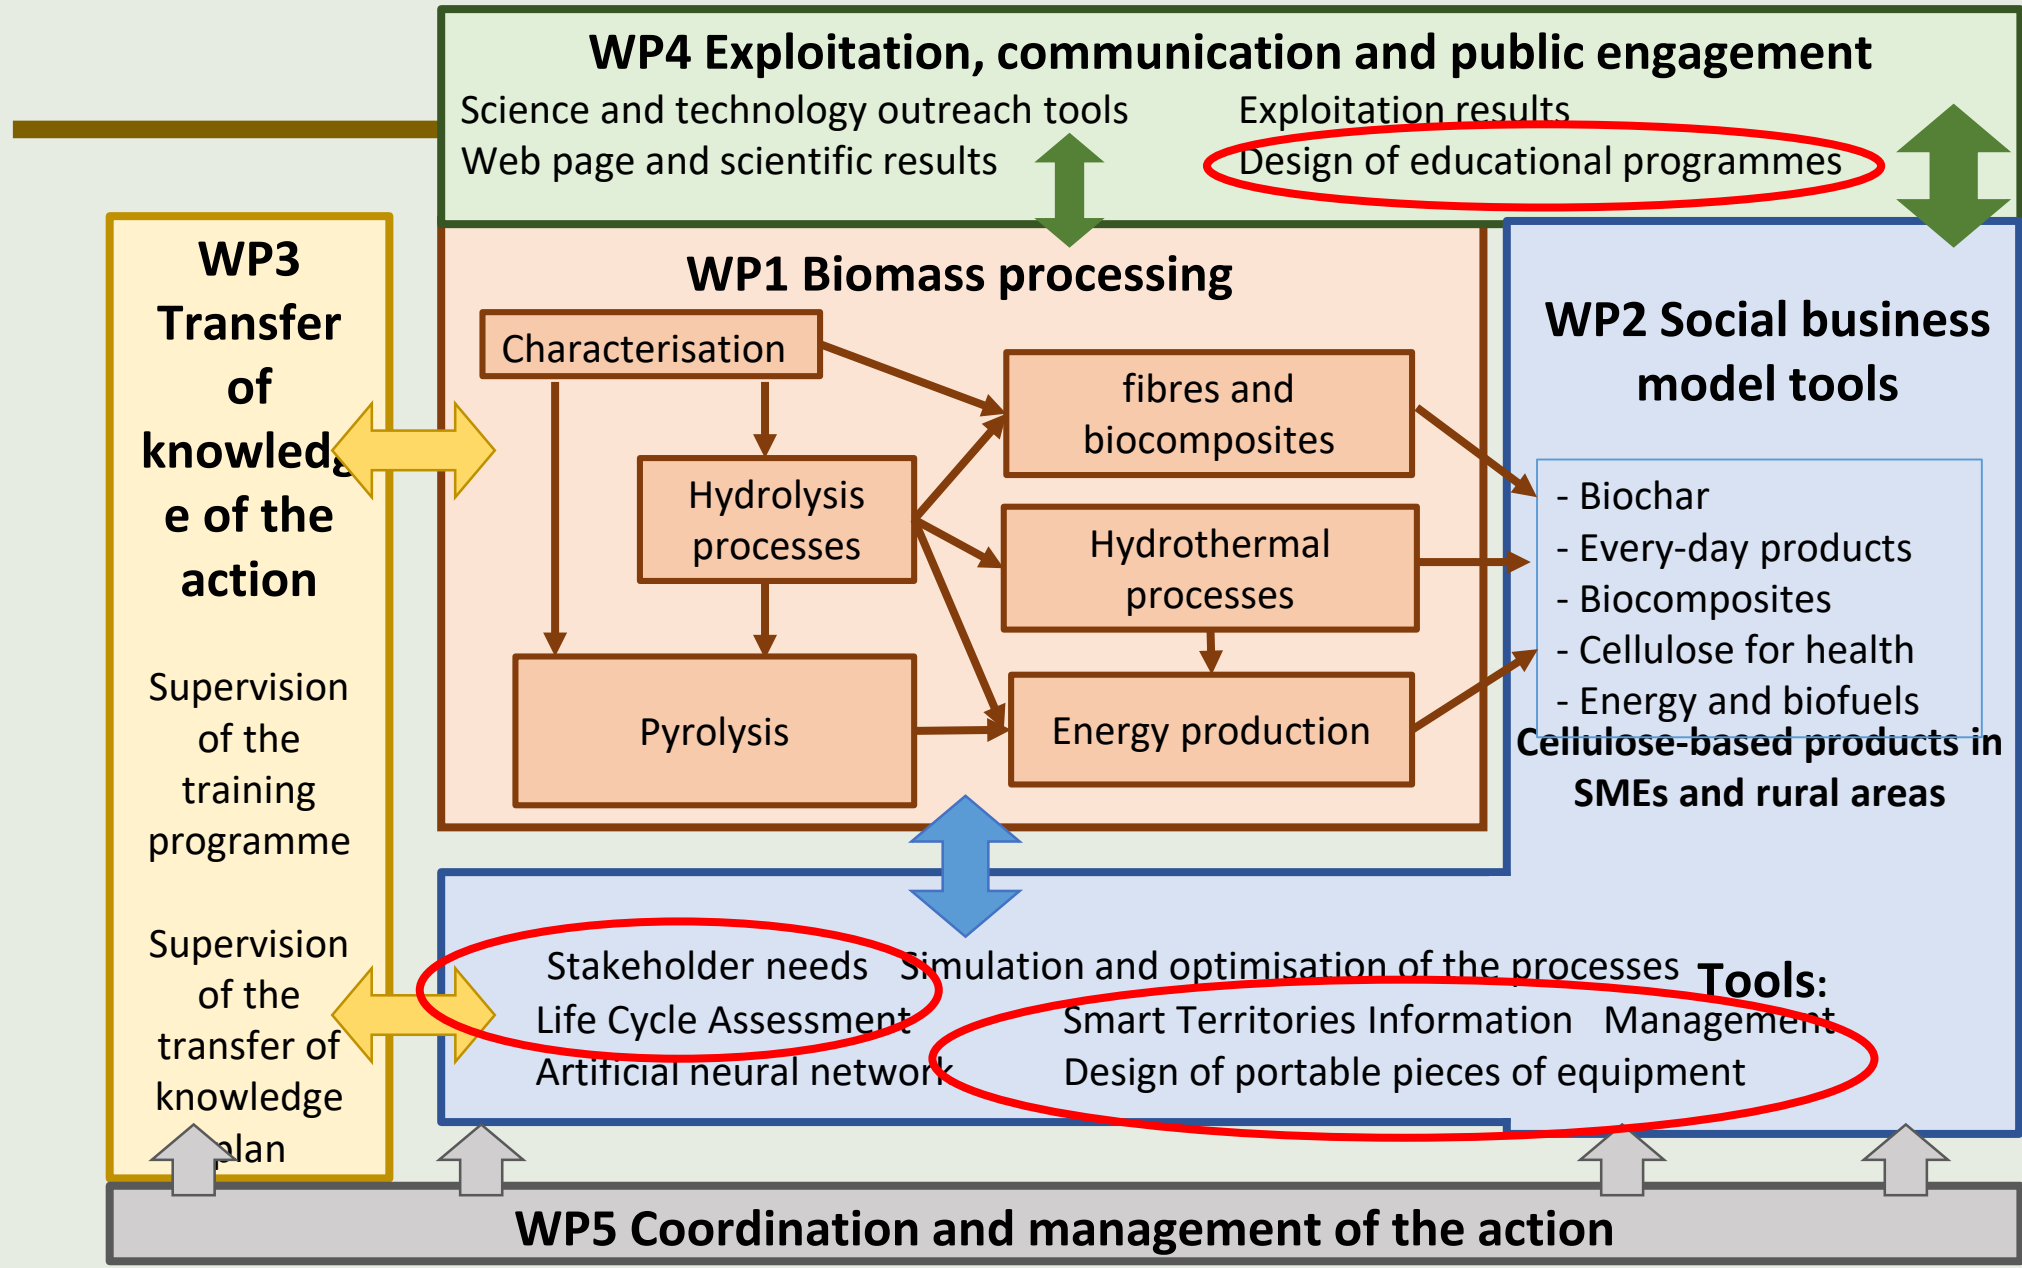 WP4 Exploitation, communication and public engagement
Science and technology outreach tools
Web page and scientific results
Exploitation results
Design of educational programmes
WP3
Transfer
of
knowledg
e of the
action
Supervision
of the
training
programme
Supervision
of the
transfer of
knowledge
plan
WP1 Biomass processing
Characterisation
Hydrolysis
processes
Pyrolysis
fibres and
biocomposites
Hydrothermal
processes
Energy production
WP2 Social business
model tools
- Biochar
- Every-day products
- Biocomposites
- Cellulose for health
- Energy and biofuels
Cellulose-based products in
SMEs and rural areas
Stakeholder needs Simulation and optimisation of the processes
Tools:
Life Cycle Assessment Smart Territories Information Management
Artificial neural network Design of portable pieces of equipment
WP5 Coordination and management of the action